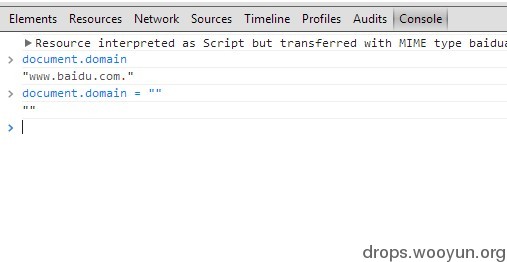 Elements Resources Network Sources Timeline Profiles Audits Console
Resource interpreted as Script but transferred with MIME type baidua
document.domain
"www.baidu.com."
document.domain = ""
""
drops.wooyun.org